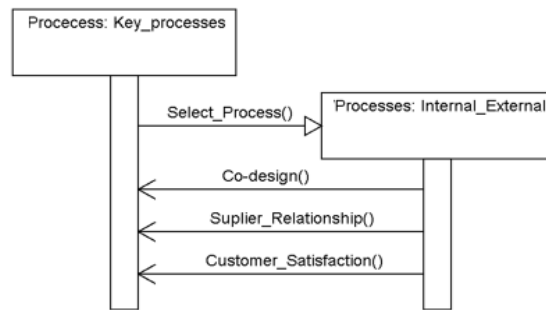 Procecess: Key_processes
Select_Process()
Processes: Internal_External
Co-design()
Suplier_Relationship()
Customer_Satisfaction()